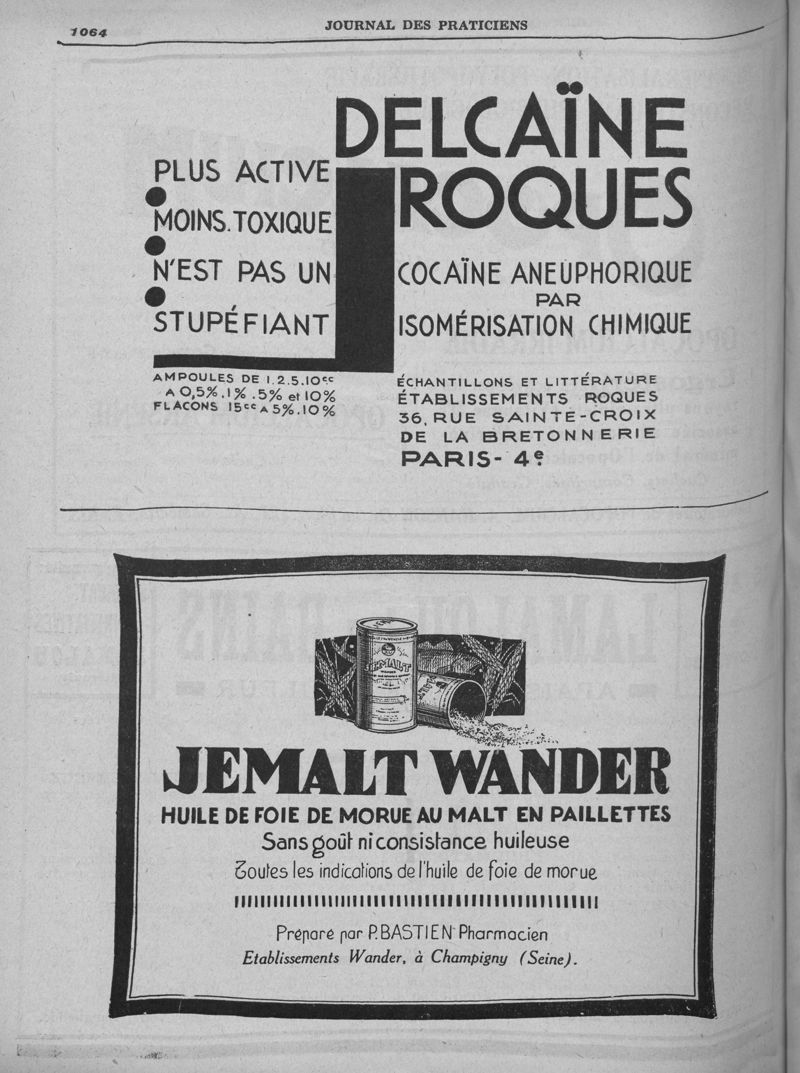 1064
JOURNAL DES PRATICIENS
DELCAÏNE
ROQUES
PLUS ACTIVE
MOINS.TOXIQUE
N'EST PAS UN
STUPÉFIANT
COCAÏNE ANEUPHORIQUE
PAR
ISOMÉRISATION CHIMIQUE
AMPOULES DE 1.2.5.10cc
A 0,5%.1%.5% et 10%
FLACONS 15cc A 5%.10%
ÉCHANTILLONS ET LITTÉRATURE
ÉTABLISSEMENTS ROQUES
36, RUE SAINTE-CROIX
DE LA BRETONNERIE
PARIS- 4e.
JEMALT
JEMALT WANDER
HUILE DE FOIE DE MORUE AU MALT EN PAILLETTES
Sans goût ni consistance huileuse
Toutes les indications de l'huile de foie de morue
Préparé par P. BASTIEN Pharmacien
Etablissements Wander, à Champigny (Seine).